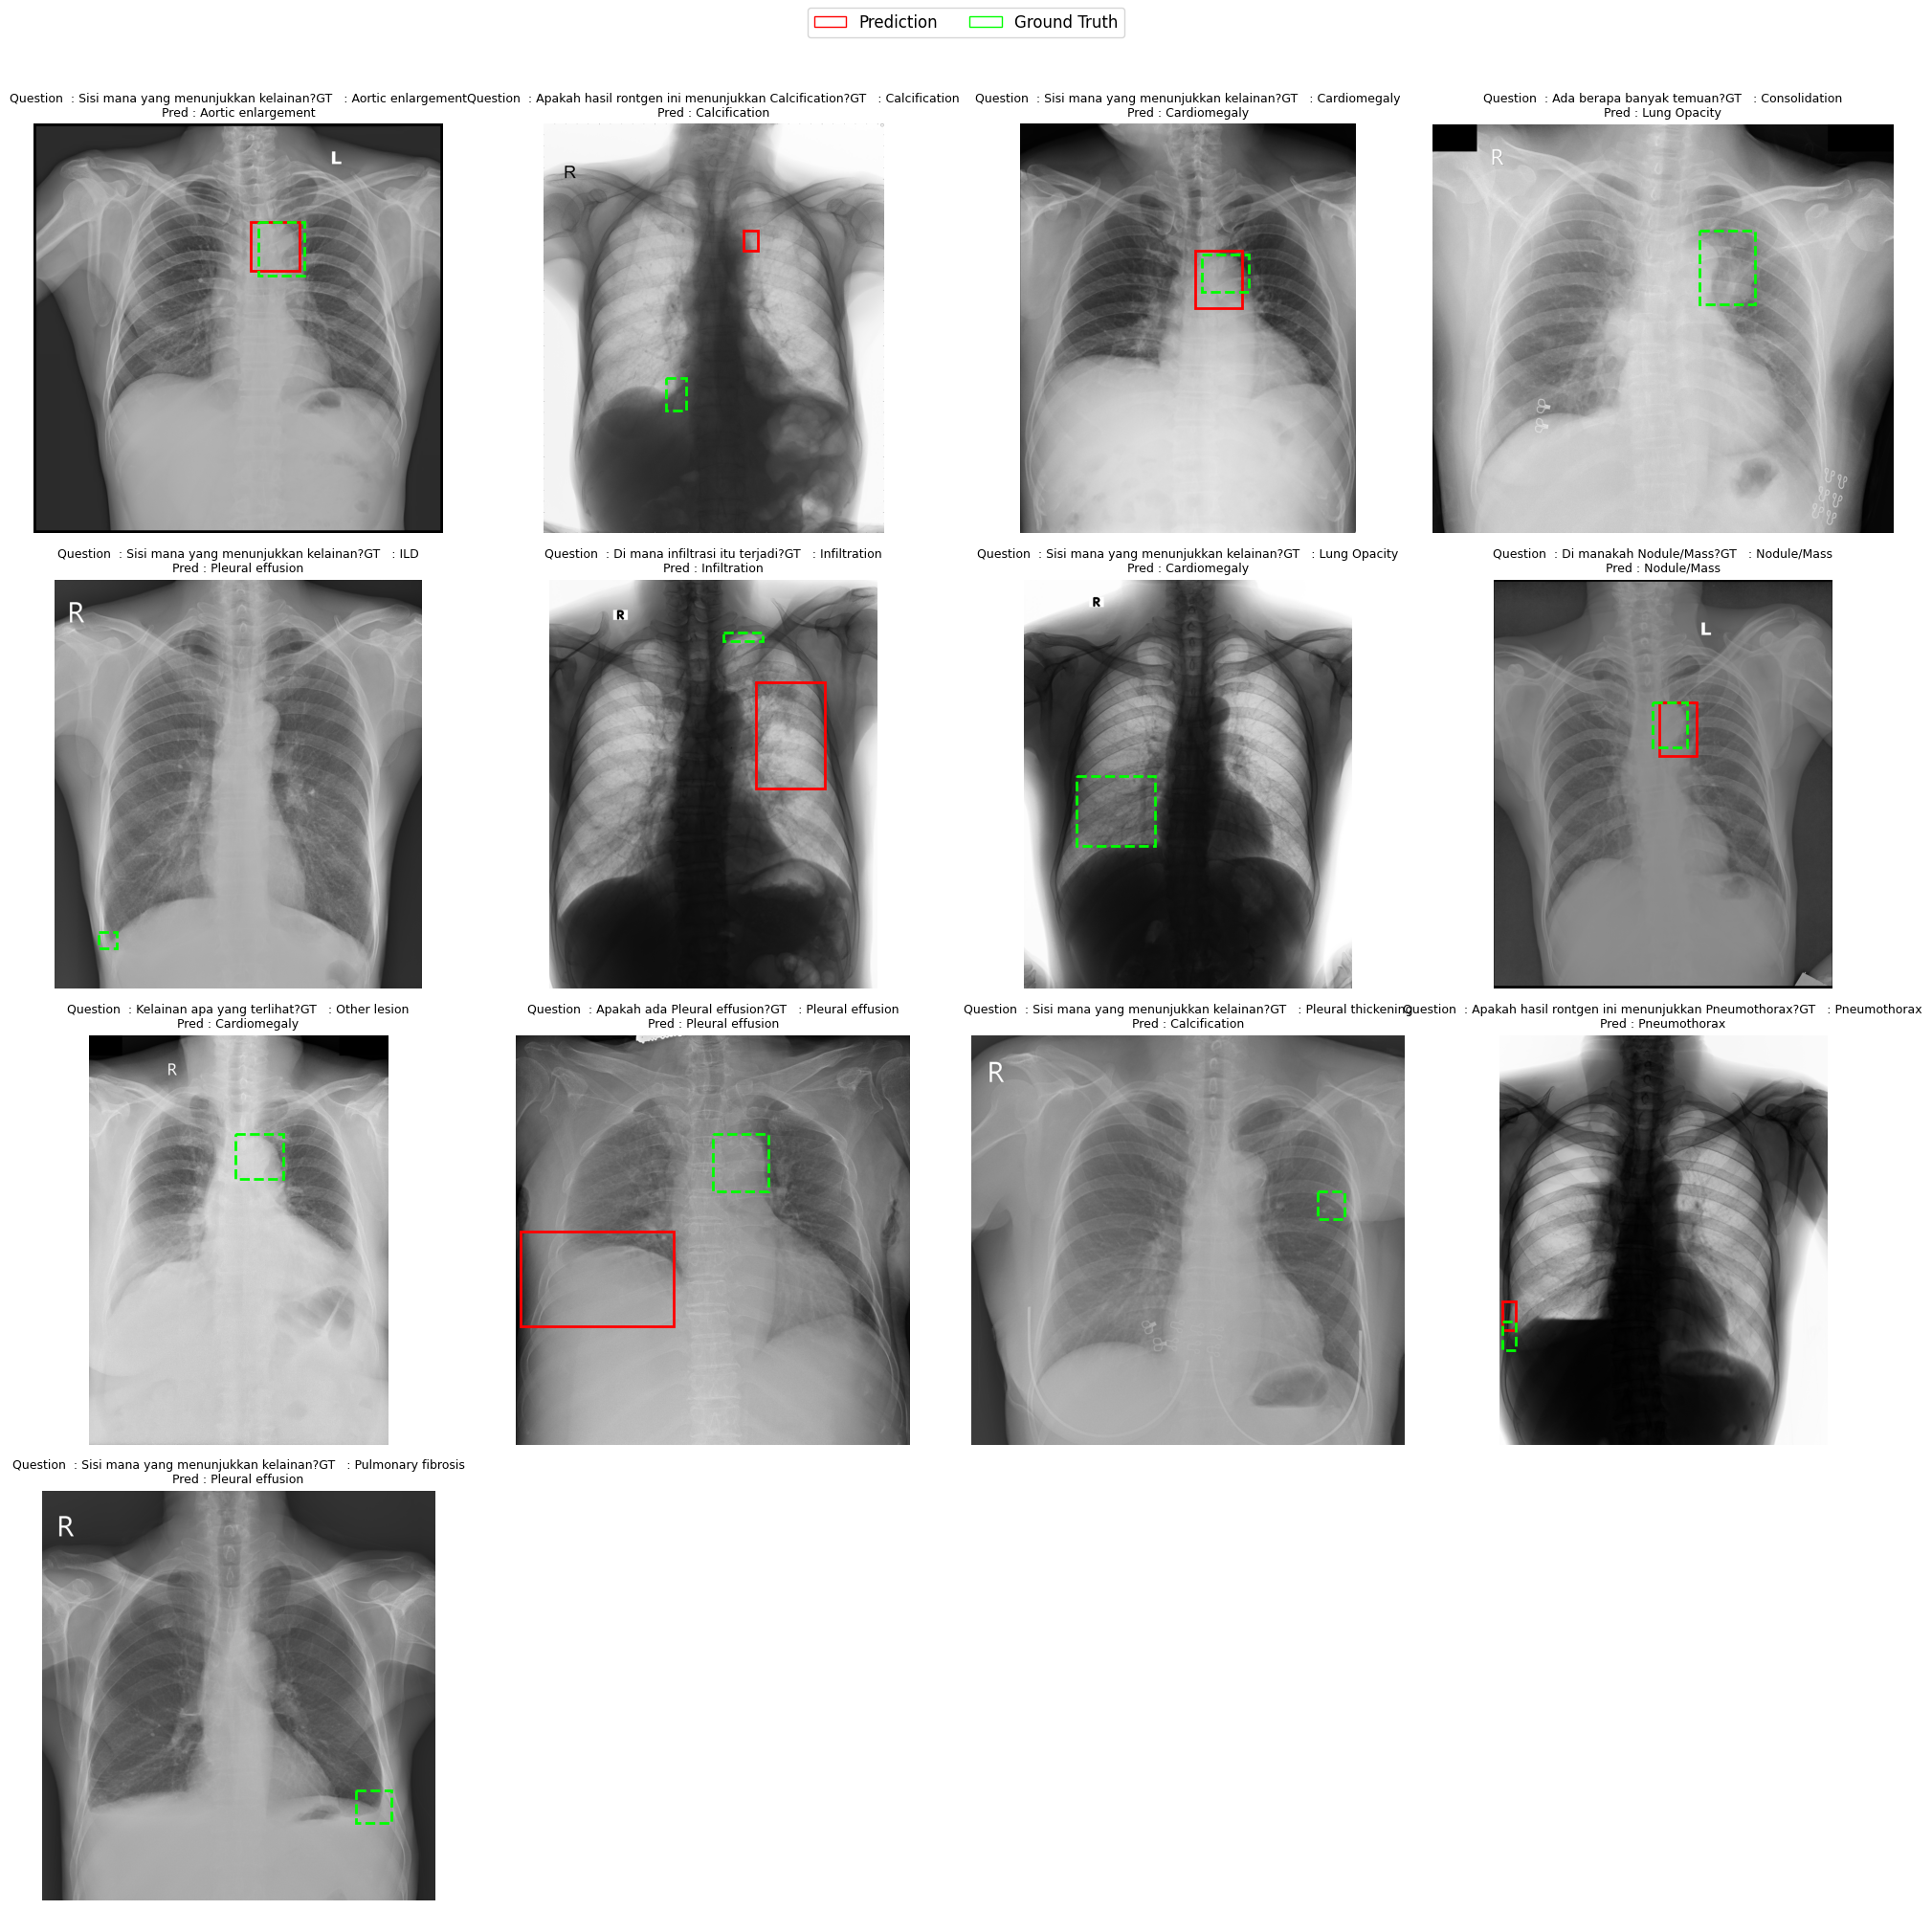 Prediction
Ground Truth
Question  : Sisi mana yang menunjukkan kelainan?GT   : Aortic enlargement
Pred : Aortic enlargement
L
Question  : Apakah hasil rontgen ini menunjukkan Calcification?GT   : Calcification
Pred : Calcification
R
Question  : Sisi mana yang menunjukkan kelainan?GT   : Cardiomegaly
Pred : Cardiomegaly
Question  : Ada berapa banyak temuan?GT   : Consolidation
Pred : Lung Opacity
R
Question  : Sisi mana yang menunjukkan kelainan?GT   : ILD
Pred : Pleural effusion
R
Question  : Di mana infiltrasi itu terjadi?GT   : Infiltration
Pred : Infiltration
R
Question  : Sisi mana yang menunjukkan kelainan?GT   : Lung Opacity
Pred : Cardiomegaly
R
Question  : Di manakah Nodule/Mass?GT   : Nodule/Mass
Pred : Nodule/Mass
L
Question  : Kelainan apa yang terlihat?GT   : Other lesion
Pred : Cardiomegaly
R
Question  : Apakah ada Pleural effusion?GT   : Pleural effusion
Pred : Pleural effusion
Question  : Sisi mana yang menunjukkan kelainan?GT   : Pleural thickening
Pred : Calcification
R
Question  : Apakah hasil rontgen ini menunjukkan Pneumothorax?GT   : Pneumothorax
Pred : Pneumothorax
Question  : Sisi mana yang menunjukkan kelainan?GT   : Pulmonary fibrosis
Pred : Pleural effusion
R